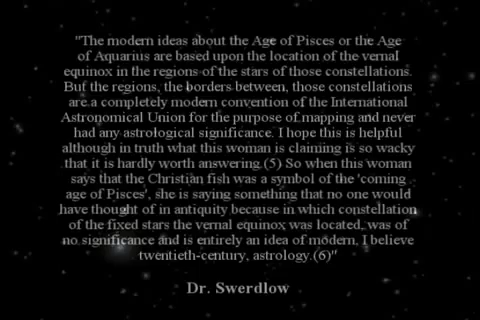 "The modern ideas about the Age of Pisces or the Age
of Aquarius are based upon the location of the vernal
equinox in the regions of the stars of those constellations.
But the regions, the borders between, those constellations
are a completely modern convention of the International
Astronomical Union for the purpose of mapping and never
had any astrological significance. I hope this is helpful
although in truth what this woman is claiming is so wacky
that it is hardly worth answering.(5) So when this woman
says that the Christian fish was a symbol of the 'coming
age of Pisces', she is saying something that no one would
have thought of in antiquity because in which constellation
of the fixed stars the vernal equinox was located, was of
no significance and is entirely an idea of modern, I believe
twentieth-century, astrology.(6)"
Dr. Swerdlow